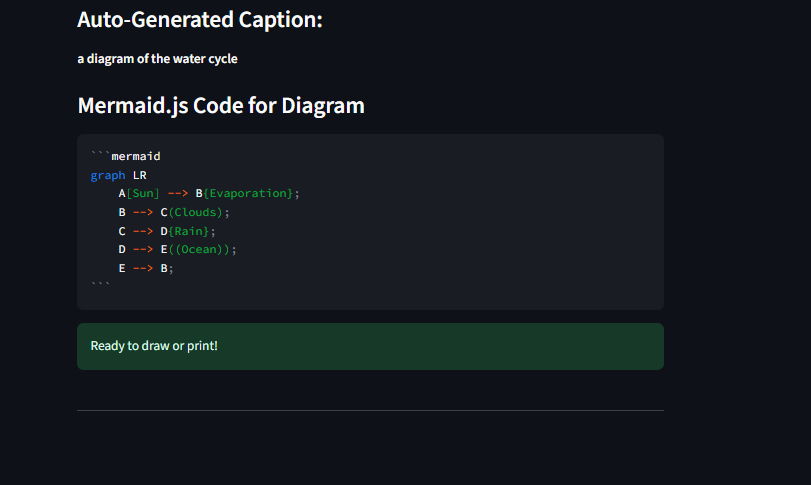 Auto-Generated Caption:
a diagram of the water cycle
Mermaid.js Code for Diagram
```mermaid
graph LR
    A[Sun] --> B{Evaporation};
    B --> C(Clouds);
    C --> D{Rain};
    D --> E((Ocean));
    E --> B;
```
Ready to draw or print!